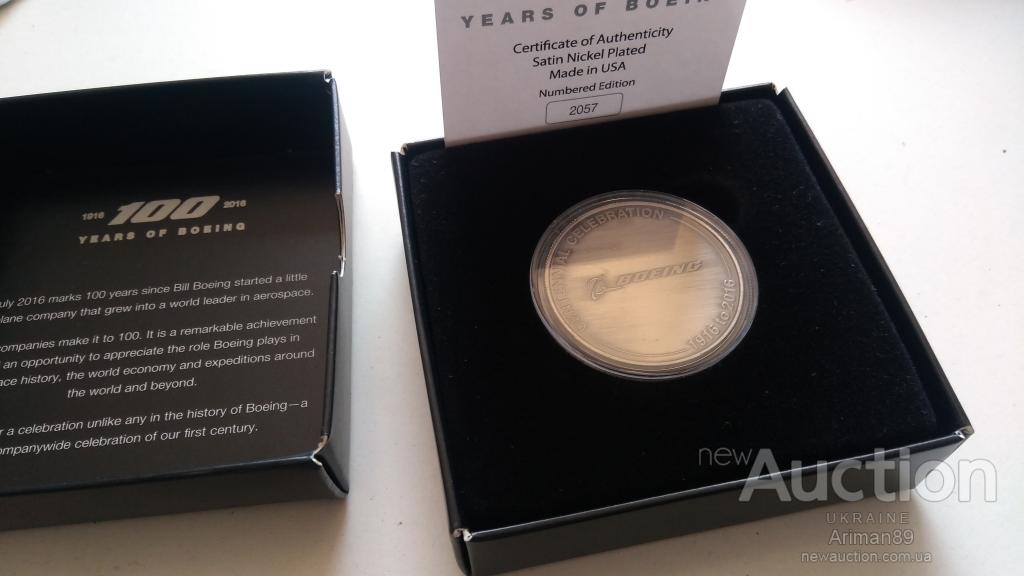 YEARS OF BOEIN
Certificate of Authenticity
Satin Nickel Plated
Made in USA
Numbered Edition
2057
1916 100 2016
YEARS OF BOEING
uly 2016 marks 100 years since Bill Boeing started a little
plane company that grew into a world leader in aerospace.
companies make it to 100. It is a remarkable achievement
an opportunity to appreciate the role Boeing plays in
ace history, the world economy and expeditions around
the world and beyond.
r a celebration unlike any in the history of Boeing—a
ompanywide celebration of our first century.
CENTENNIAL CELEBRATION
BOEING
1916 to 2016
newAuction
UKRAINE
Ariman89
newauction.com.ua